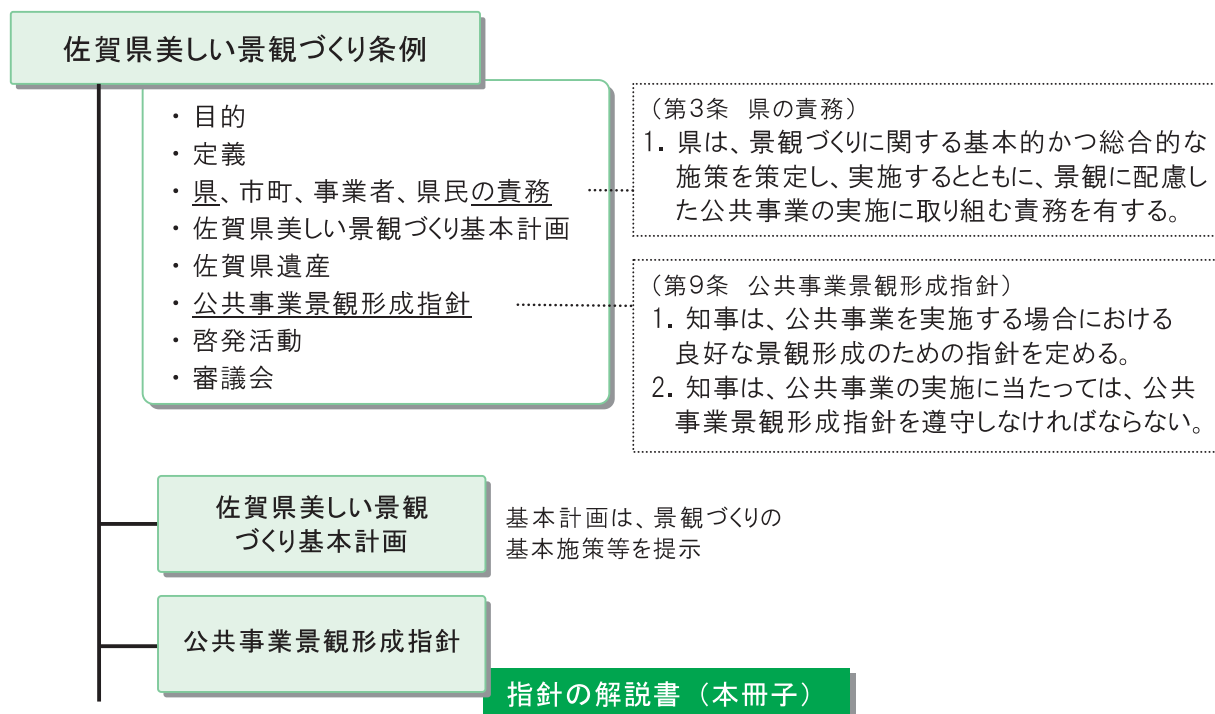 佐賀県美しい景観づくり条例
・目的
・定義
・県、市町、事業者、県民の責務
・佐賀県美しい景観づくり基本計画
・佐賀県遺産
・公共事業景観形成指針
・啓発活動
・審議会
（第3条　県の責務）
1. 県は、景観づくりに関する基本的かつ総合的な
施策を策定し、実施するとともに、景観に配慮し
た公共事業の実施に取り組む責務を有する。
（第9条　公共事業景観形成指針）
1. 知事は、公共事業を実施する場合における
良好な景観形成のための指針を定める。
2. 知事は、公共事業の実施に当たっては、公共
事業景観形成指針を遵守しなければならない。
佐賀県美しい景観
づくり基本計画
基本計画は、景観づくりの
基本施策等を提示
公共事業景観形成指針
指針の解説書（本冊子）